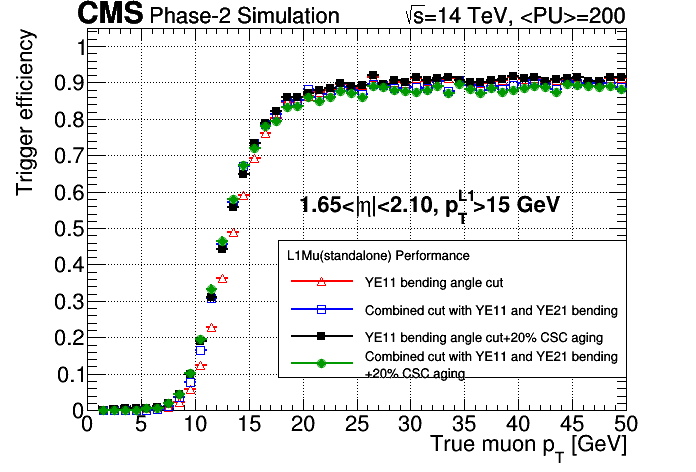 CMS Phase-2 Simulation √s=14 TeV, <PU>=200
Trigger efficiency
1
0.9
0.8
0.7
0.6
0.5
0.4
0.3
0.2
0.1
0
1.65<|η|<2.10, p_T^L1>15 GeV
L1Mu(standalone) Performance
YE11 bending angle cut
Combined cut with YE11 and YE21 bending
YE11 bending angle cut+20% CSC aging
Combined cut with YE11 and YE21 bending
+20% CSC aging
0 5 10 15 20 25 30 35 40 45 50
True muon p_T [GeV]